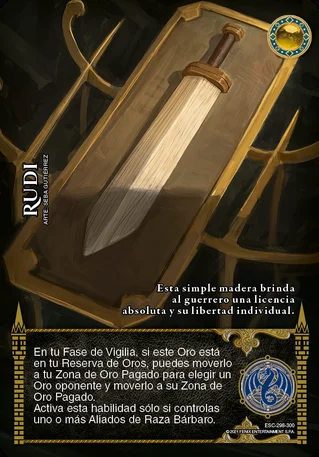 RUDI
ARTE: SEBA GUTIERREZ
Esta simple madera brinda
al guerrero una licencia
absoluta y su libertad individual.
En tu Fase de Vigilia, si este Oro está
en tu Reserva de Oros, puedes moverlo
a tu Zona de Oro Pagado para elegir un
Oro oponente y moverlo a su Zona de
Oro Pagado.
Activa esta habilidad sólo si controlas
uno o más Aliados de Raza Bárbaro.
ESC-298-300
©2021 FENIX ENTERTAINMENT S.P.A.